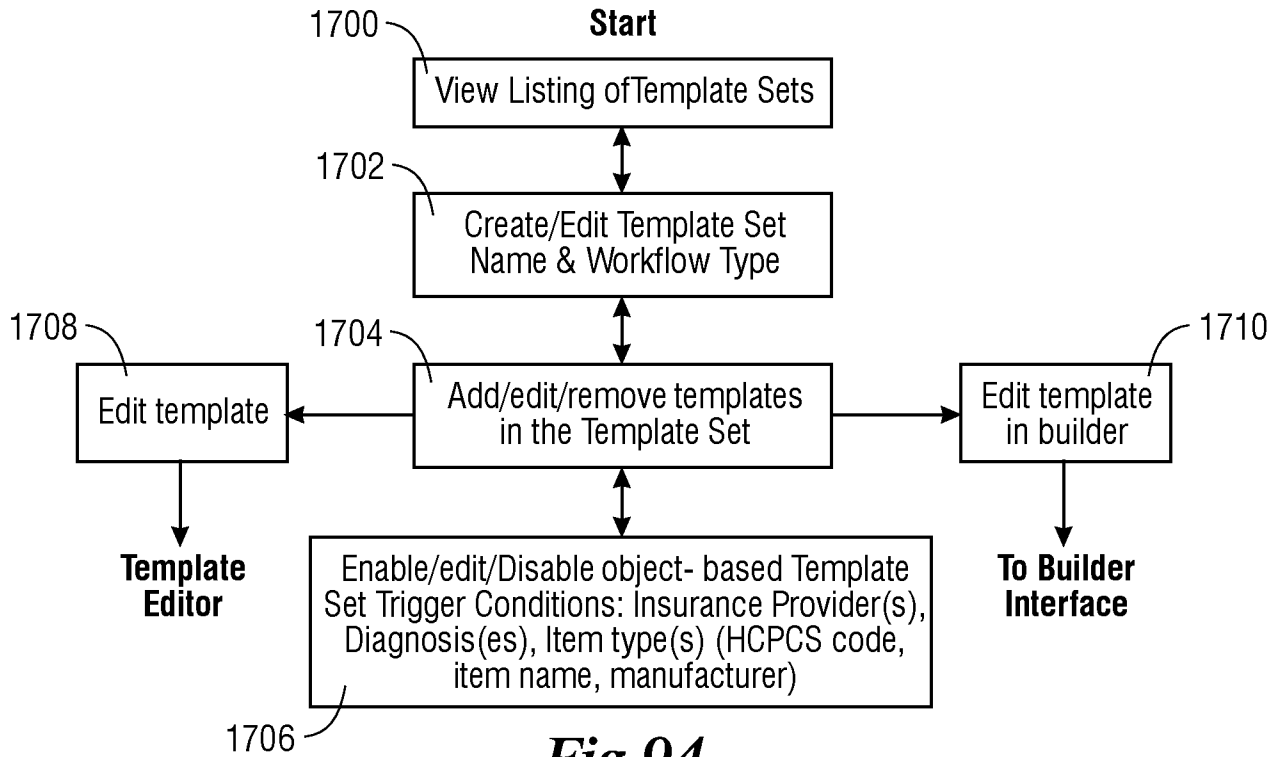 1700
Start
View Listing ofTemplate Sets
1702
Create/Edit Template Set
Name & Workflow Type
1708
1704
1710
Edit template
Add/edit/remove templates
in the Template Set
Edit template
in builder
Template
Editor
To Builder
Interface
Enable/edit/Disable object- based Template
Set Trigger Conditions: Insurance Provider(s),
Diagnosis(es), Item type(s) (HCPCS code,
item name, manufacturer)
1706
Fig.94